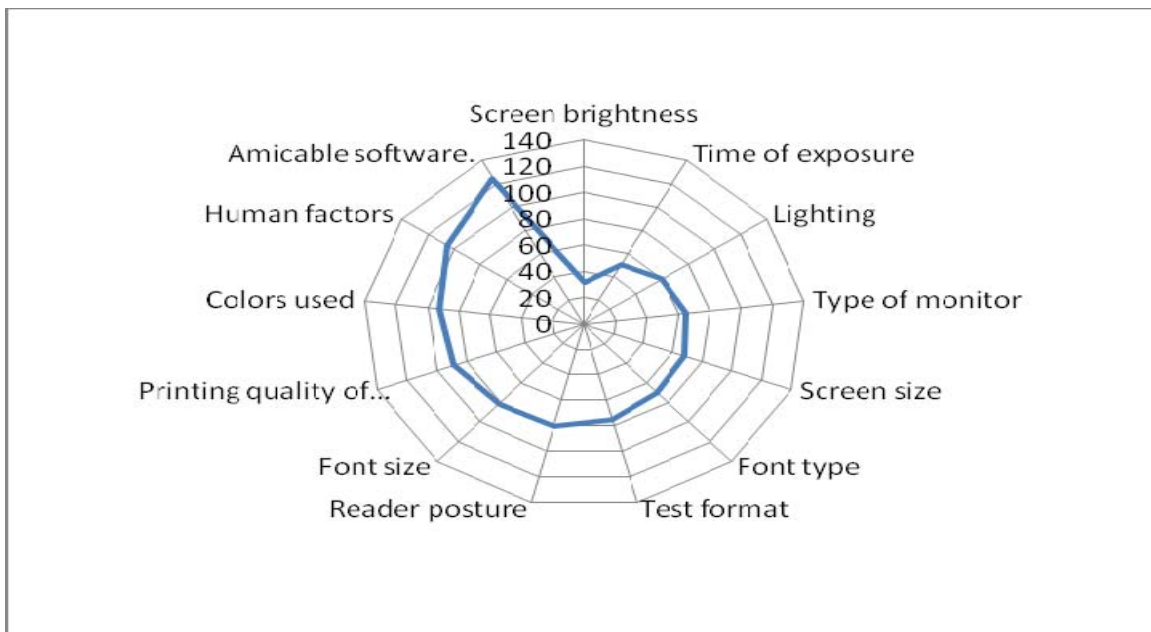 Screen brightness
140
120
100
80
60
40
20
0
Time of exposure
Lighting
Type of monitor
Screen size
Font type
Test format
Reader posture
Font size
Printing quality of...
Colors used
Human factors
Amicable software.